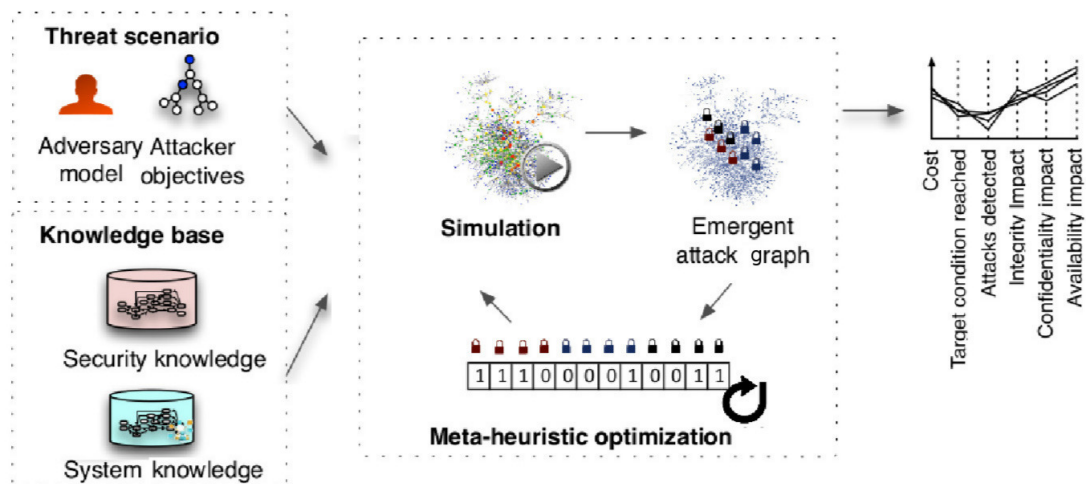 Threat scenario
Adversary Attacker
model objectives
Knowledge base
Security knowledge
System knowledge
Simulation
Emergent
attack graph
1 1 1 0 0 0 0 1 0 0 1 1
Meta-heuristic optimization
Cost
Target condition reached
Attacks detected
Integrity Impact
Confidentiality impact
Availability impact